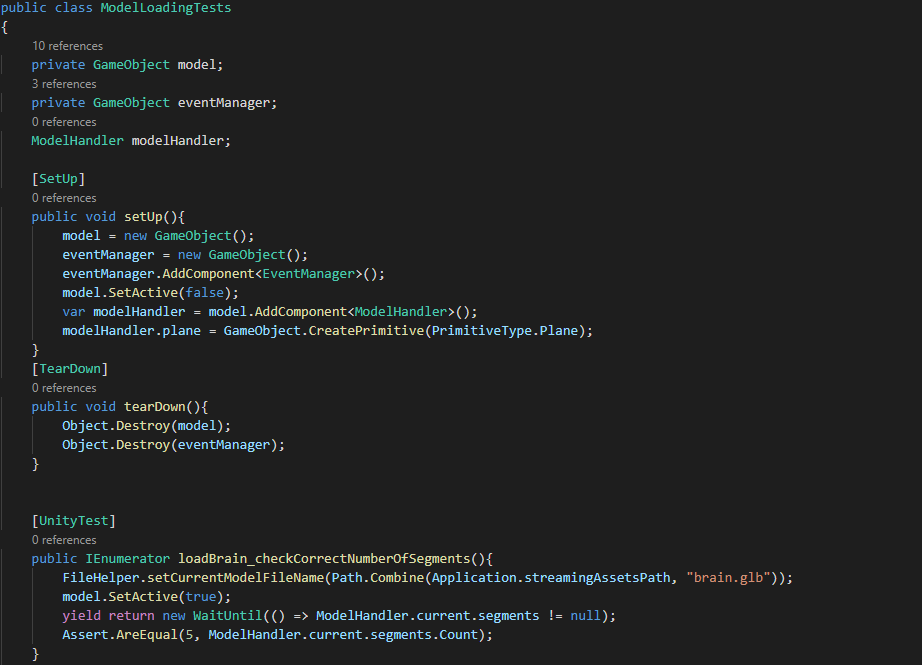 public class ModelLoadingTests
{
10 references
private GameObject model;
3 references
private GameObject eventManager;
0 references
ModelHandler modelHandler;
[SetUp]
0 references
public void setUp(){
model = new GameObject();
eventManager = new GameObject();
eventManager.AddComponent<EventManager>();
model.SetActive(false);
var modelHandler = model.AddComponent<ModelHandler>();
modelHandler.plane = GameObject.CreatePrimitive(PrimitiveType.Plane);
}
[TearDown]
0 references
public void tearDown(){
Object.Destroy(model);
Object.Destroy(eventManager);
}
[UnityTest]
0 references
public IEnumerator loadBrain_checkCorrectNumberOfSegments(){
FileHelper.setCurrentModelFileName(Path.Combine(Application.streamingAssetsPath, "brain.glb"));
model.SetActive(true);
yield return new WaitUntil(() => ModelHandler.current.segments != null);
Assert.AreEqual(5, ModelHandler.current.segments.Count);
}